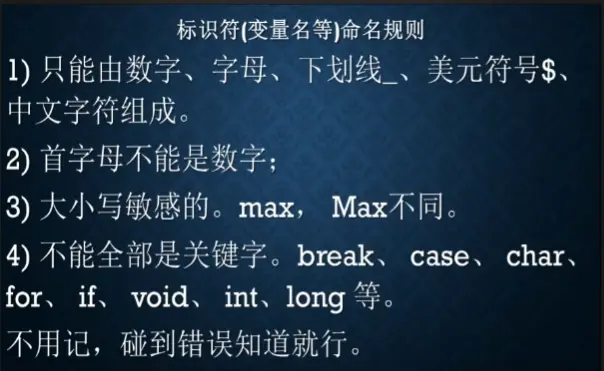 标识符(变量名等)命名规则
1) 只能由数字、字母、下划线_、美元符号$、
中文字符组成。
2) 首字母不能是数字；
3) 大小写敏感的。max， Max不同。
4) 不能全部是关键字。break、 case、 char、
for、 if、 void、 int、long 等。
不用记，碰到错误知道就行。